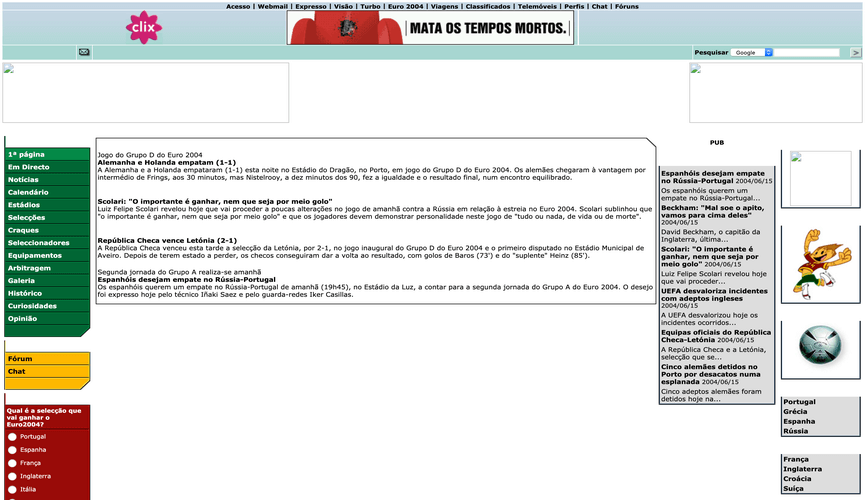 Acesso | Webmail | Expresso | Visão | Turbo | Euro 2004 | Viagens | Classificados | Telemóveis | Perfis | Chat | Fóruns
clix
MATA OS TEMPOS MORTOS.
Pesquisar Google
1ª página
Em Directo
Notícias
Calendário
Estádios
Selecções
Craques
Seleccionadores
Equipamentos
Arbitragem
Galeria
Histórico
Curiosidades
Opinião
Fórum
Chat
Qual é a selecção que
vai ganhar o
Euro2004?
Portugal
Espanha
França
Inglaterra
Itália
Jogo do Grupo D do Euro 2004
Alemanha e Holanda empatam (1-1)
A Alemanha e a Holanda empataram (1-1) esta noite no Estádio do Dragão, no Porto, em jogo do Grupo D do Euro 2004. Os alemães chegaram à vantagem por
intermédio de Frings, aos 30 minutos, mas Nistelrooy, a dez minutos dos 90, fez a igualdade e o resultado final, num encontro equilibrado.
Scolari: "O importante é ganhar, nem que seja por meio golo"
Luiz Felipe Scolari revelou hoje que vai proceder a poucas alterações no jogo de amanhã contra a Rússia em relação à estreia no Euro 2004. Scolari sublinhou que
"o importante é ganhar, nem que seja por meio golo" e que os jogadores devem demonstrar personalidade neste jogo de "tudo ou nada, de vida ou de morte".
República Checa vence Letónia (2-1)
A República Checa venceu esta tarde a selecção da Letónia, por 2-1, no jogo inaugural do Grupo D do Euro 2004 e o primeiro disputado no Estádio Municipal de
Aveiro. Depois de terem estado a perder, os checos conseguiram dar a volta ao resultado, com golos de Baros (73') e do "suplente" Heinz (85').
Segunda jornada do Grupo A realiza-se amanhã
Espanhóis desejam empate no Rússia-Portugal
Os espanhóis querem um empate no Rússia-Portugal de amanhã (19h45), no Estádio da Luz, a contar para a segunda jornada do Grupo A do Euro 2004. O desejo
foi expresso hoje pelo técnico Iñaki Saez e pelo guarda-redes Iker Casillas.
PUB
Espanhóis desejam empate
no Rússia-Portugal 2004/06/15
Os espanhóis querem um
empate no Rússia-Portugal...
Beckham: "Mal soe o apito,
vamos para cima deles"
2004/06/15
David Beckham, o capitão da
Inglaterra, última...
Scolari: "O importante é
ganhar, nem que seja por
meio golo" 2004/06/15
Luiz Felipe Scolari revelou hoje
que vai proceder...
UEFA desvaloriza incidentes
com adeptos ingleses
2004/06/15
A UEFA desvalorizou hoje os
incidentes ocorridos...
Equipas oficiais do República
Checa-Letónia 2004/06/15
A República Checa e a Letónia,
selecção que se...
Cinco alemães detidos no
Porto por desacatos numa
esplanada 2004/06/15
Cinco adeptos alemães foram
detidos hoje na...
Portugal
Grécia
Espanha
Rússia
França
Inglaterra
Croácia
Suíça